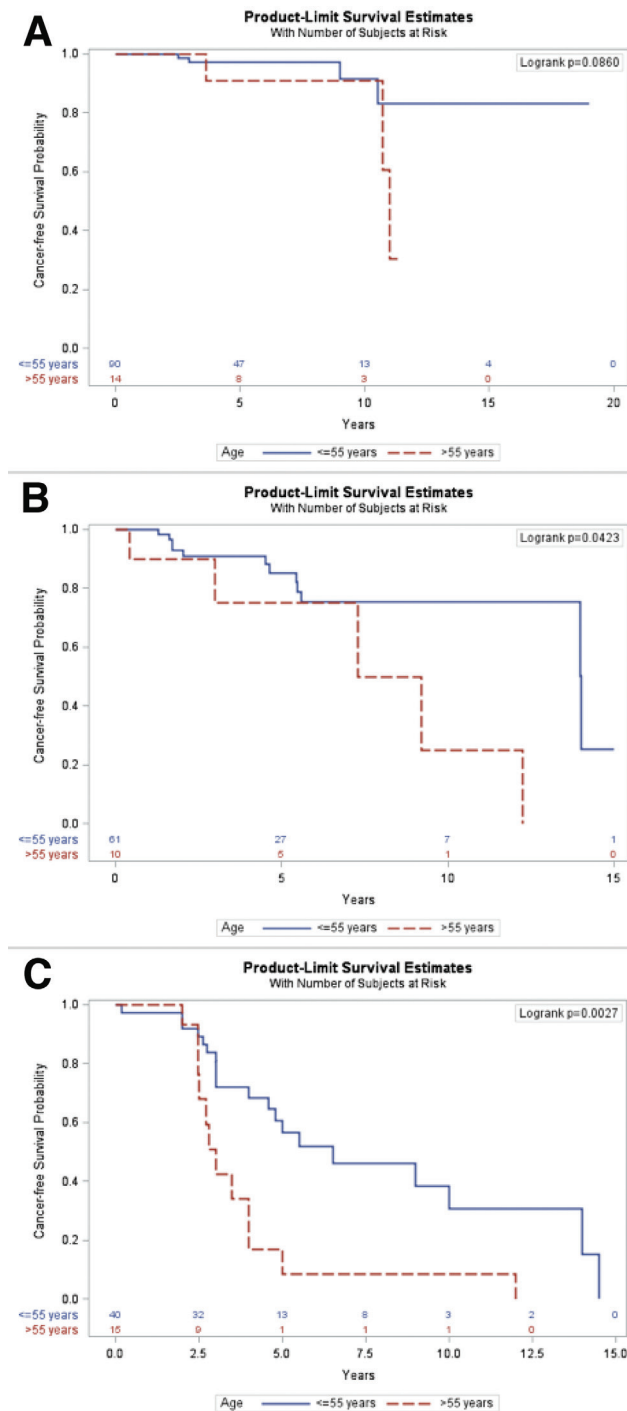 A
Product-Limit Survival Estimates
With Number of Subjects at Risk
Logrank p=0.0860
1.0
0.8
0.6
0.4
0.2
0.0
Cancer-free Survival Probability
<=55 years 90 47 13 4 0
>55 years 14 8 3 0
0 5 10 15 20
Years
Age <=55 years >55 years
B
Product-Limit Survival Estimates
With Number of Subjects at Risk
Logrank p=0.0423
1.0
0.8
0.6
0.4
0.2
0.0
Cancer-free Survival Probability
<=55 years 61 27 7 1
>55 years 10 5 1 0
0 5 10 15
Years
Age <=55 years >55 years
C
Product-Limit Survival Estimates
With Number of Subjects at Risk
Logrank p=0.0027
1.0
0.8
0.6
0.4
0.2
0.0
Cancer-free Survival Probability
<=55 years 40 32 13 8 3 2 0
>55 years 15 9 1 1 1 0
0.0 2.5 5.0 7.5 10.0 12.5 15.0
Years
Age <=55 years >55 years